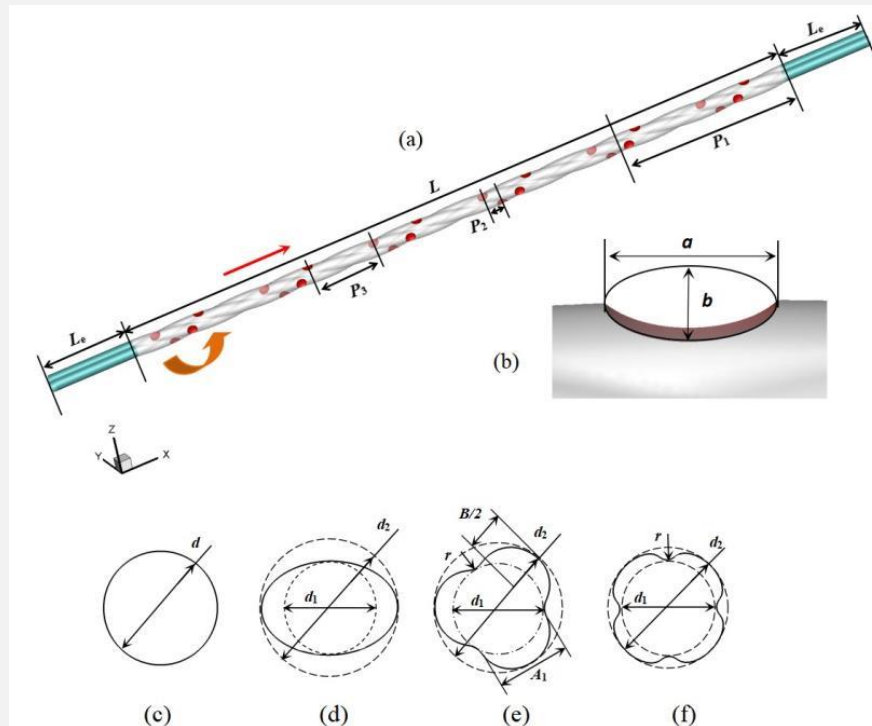 Le
(a)
P1
L
P2
P3
a
b
Le
(b)
Z
Y
X
B/2
d
d2
d2
r
r
d2
d1
d1
d1
A1
(c)
(d)
(e)
(f)